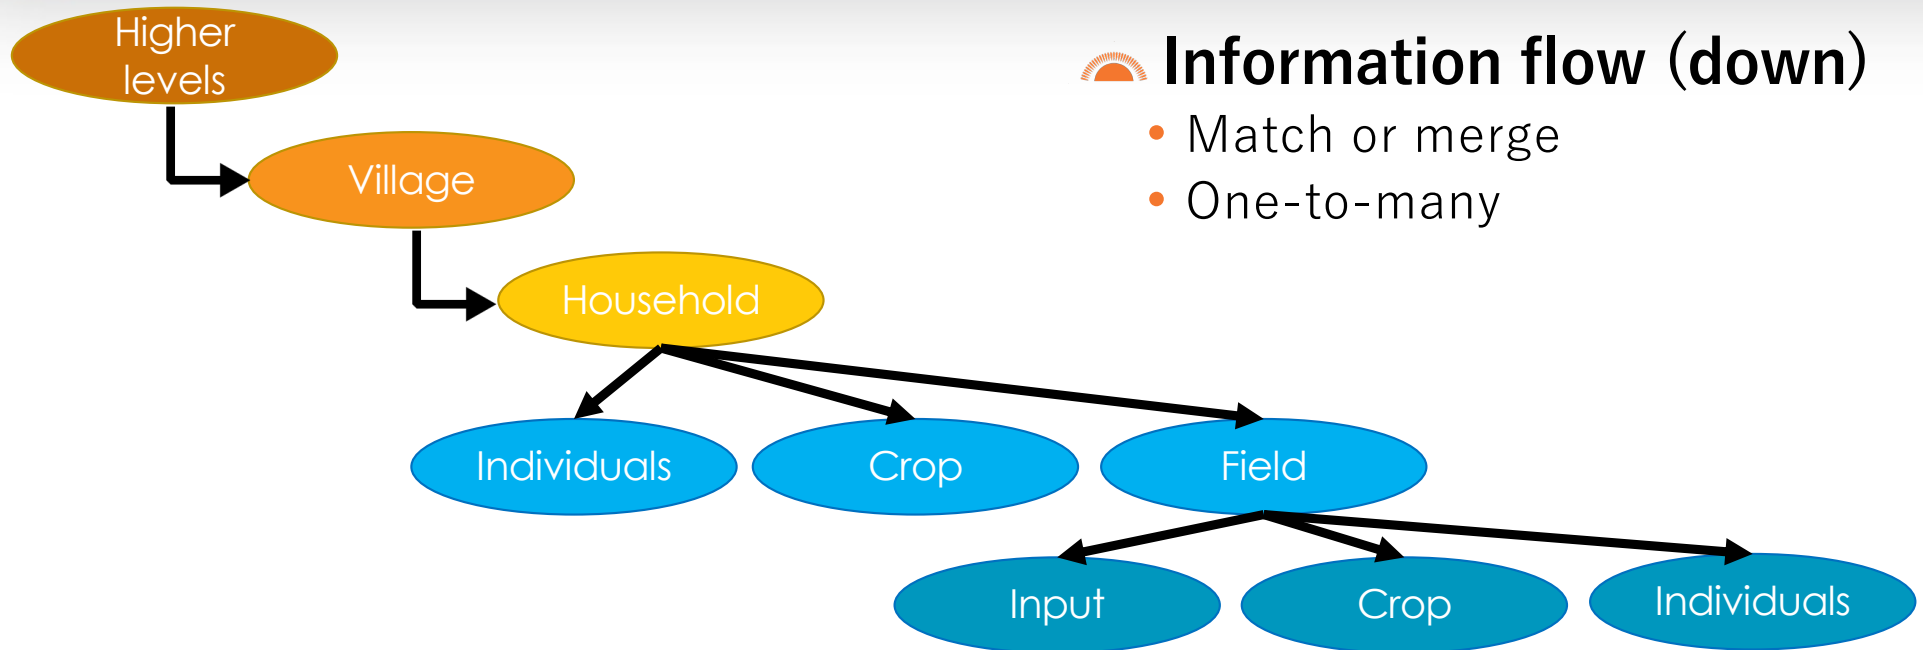 Higher
levels
Information flow (down)
• Match or merge
• One-to-many
Village
Household
Individuals
Crop
Field
Input
Crop
Individuals